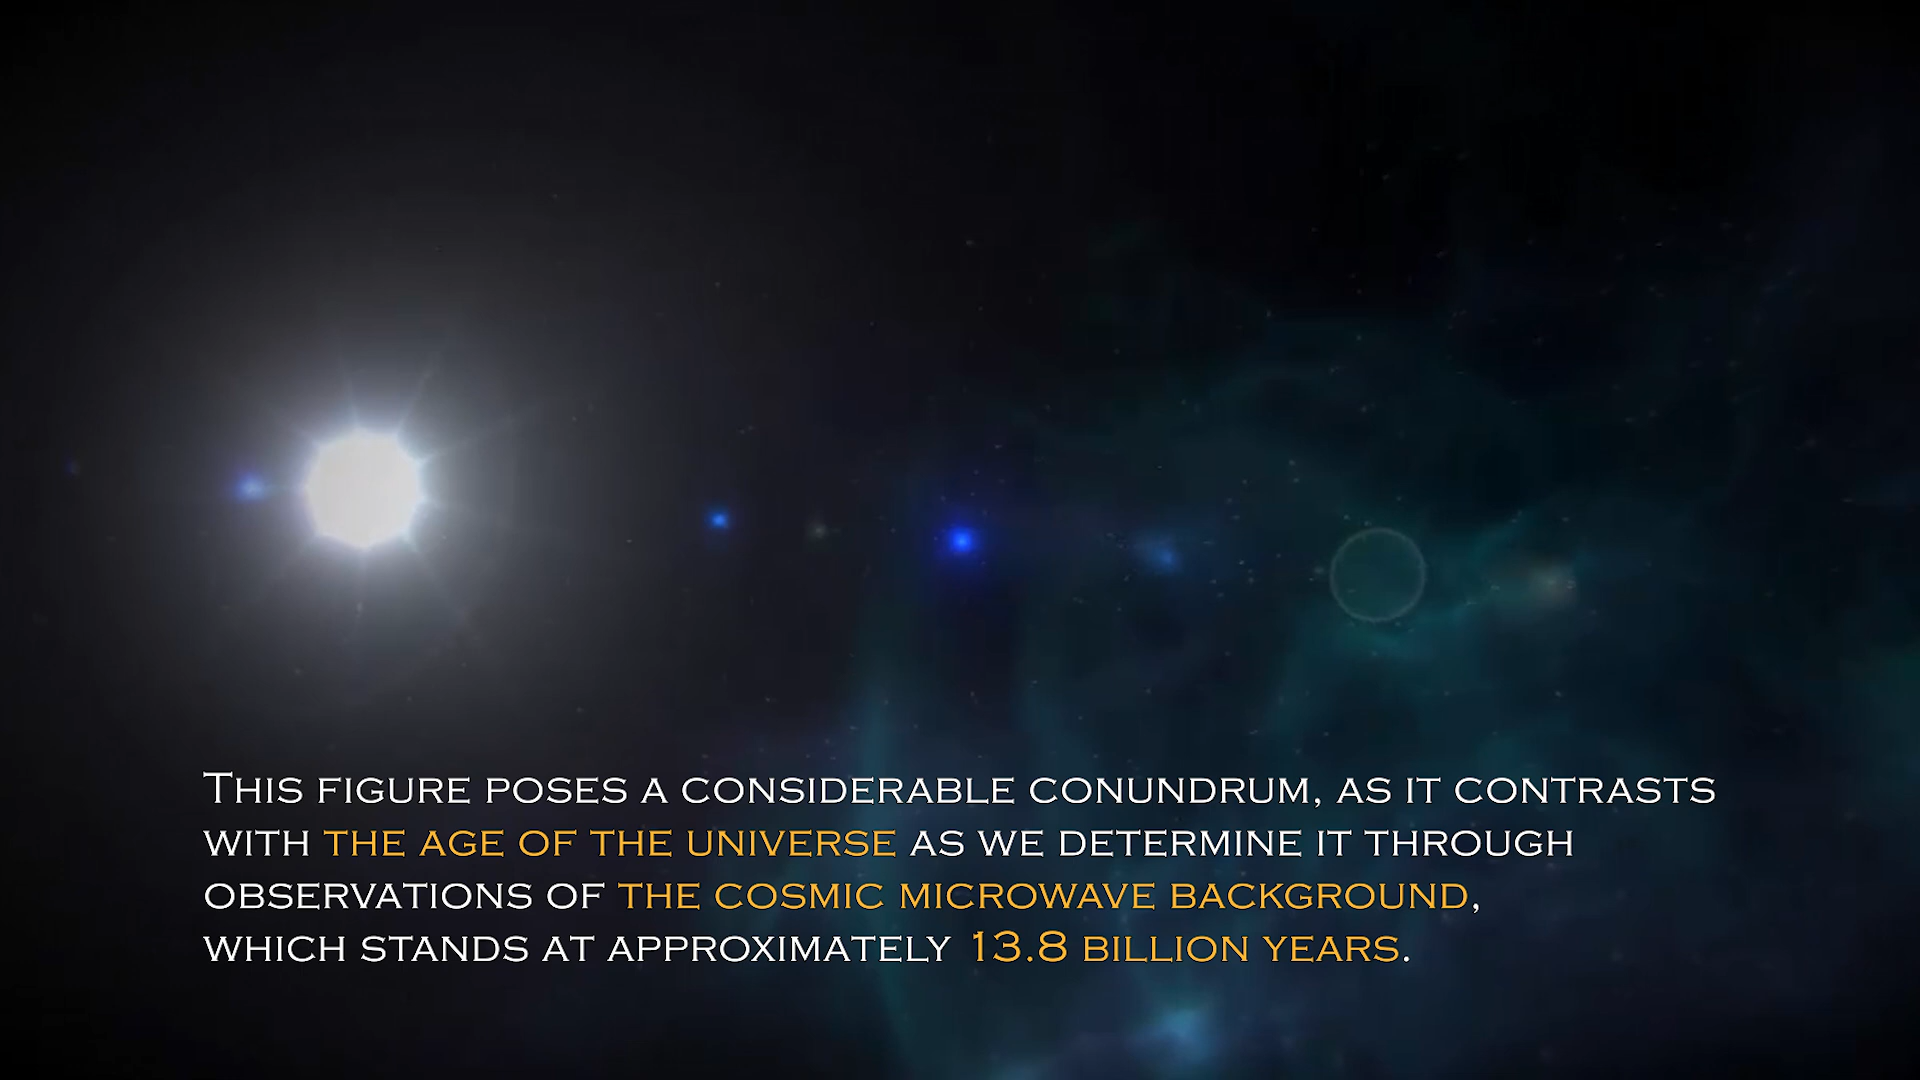 This figure poses a considerable conundrum, as it contrasts
with the age of the universe as we determine it through
observations of the cosmic microwave background,
which stands at approximately 13.8 billion years.